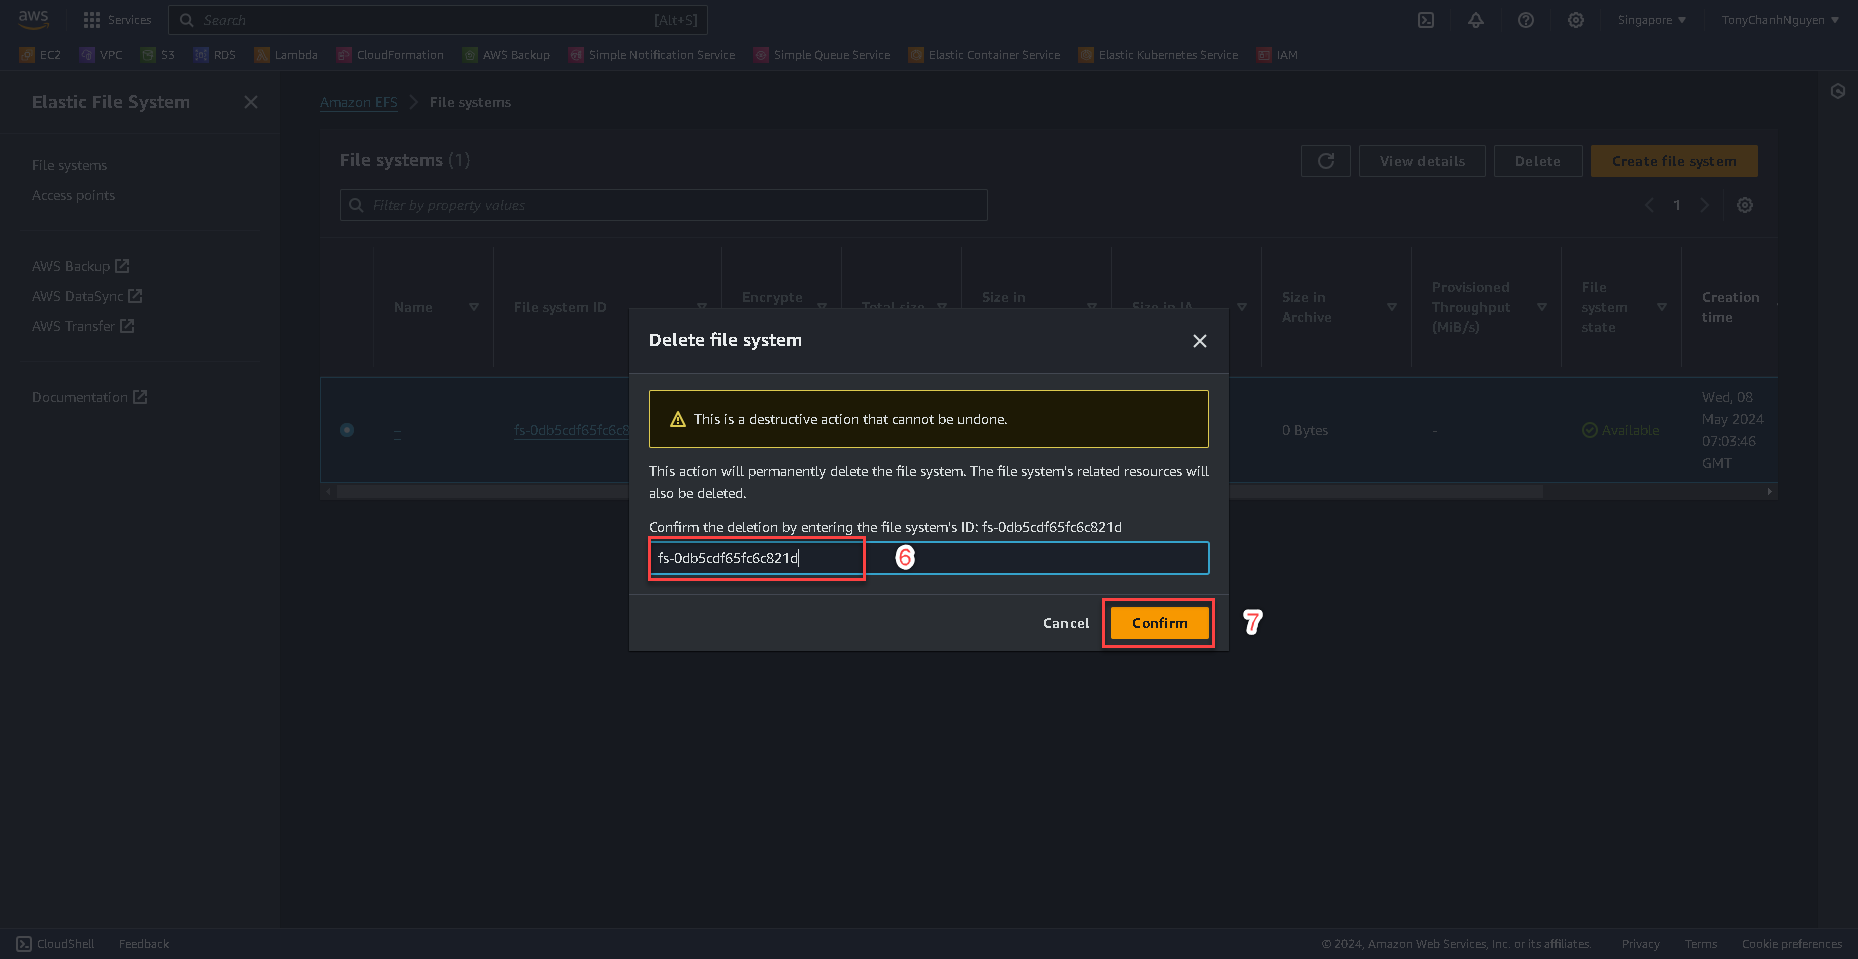 aws
Services
Search
[Alt+S]
Singapore
TonyChanhNguyen
EC2
VPC
S3
RDS
Lambda
CloudFormation
AWS Backup
Simple Notification Service
Simple Queue Service
Elastic Container Service
Elastic Kubernetes Service
IAM
Elastic File System
File systems
Access points
AWS Backup
AWS DataSync
AWS Transfer
Documentation
Amazon EFS
File systems
File systems (1)
View details
Delete
Create file system
Filter by property values
1
Name
File system ID
Encrypte
Total size
Size in
Size in IA
Size in
Archive
Provisioned
Throughput
(MiB/s)
File
system
state
Creation
time
–
fs-0db5cdf65fc6c8
0 Bytes
-
Available
Wed, 08
May 2024
07:03:46
GMT
Delete file system
This is a destructive action that cannot be undone.
This action will permanently delete the file system. The file system's related resources will
also be deleted.
Confirm the deletion by entering the file system's ID: fs-0db5cdf65fc6c821d
fs-0db5cdf65fc6c821d
6
Cancel
Confirm
7
CloudShell
Feedback
© 2024, Amazon Web Services, Inc. or its affiliates.
Privacy
Terms
Cookie preferences